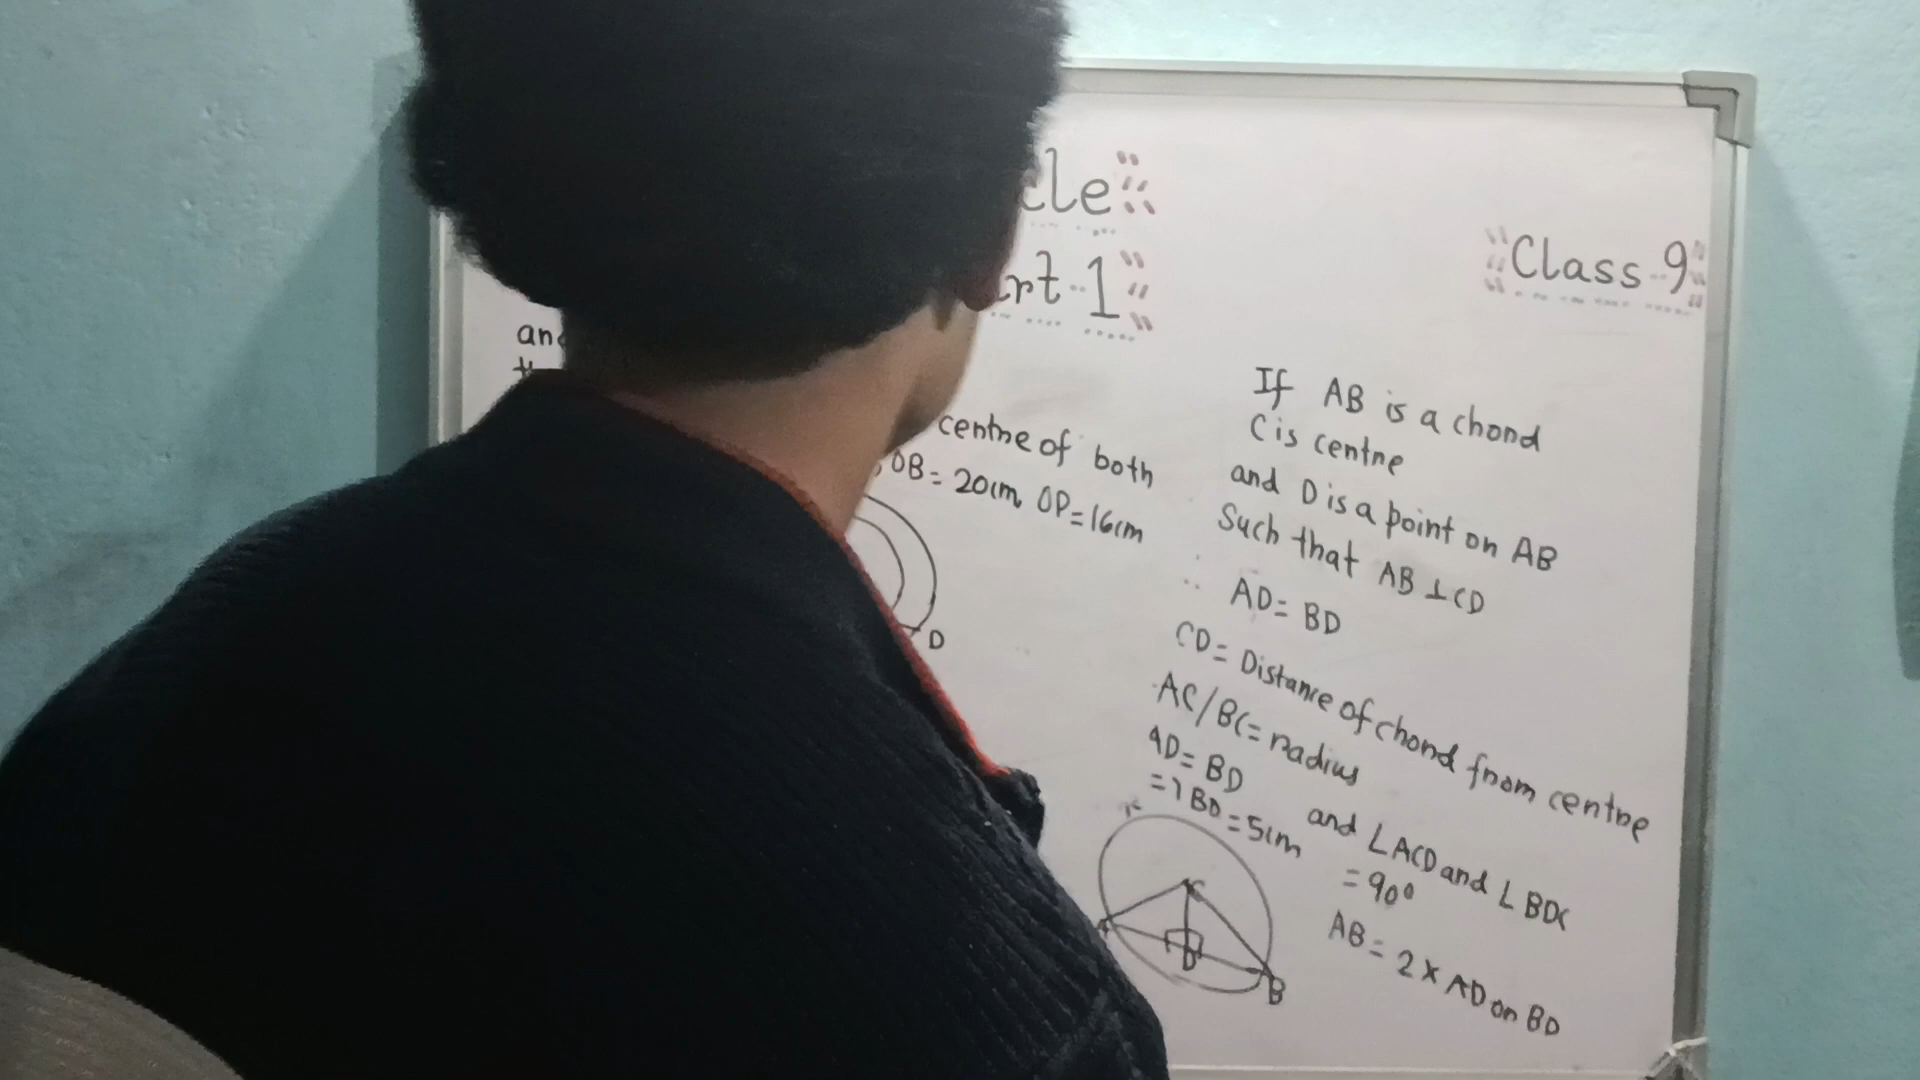 cle
rt-1
Class-9
an
centre of both
OB = 20cm, OP = 16cm
D
If AB is a chord
C is centre
and D is a point on AB
Such that AB ⊥ CD
∴ AD = BD
CD = Distance of chord from centre
AC/BC = radius
AD = BD
=> BD = 5cm
and ∠ACD and ∠BDC
= 90°
AB = 2 × AD or BD
C
A
D
B